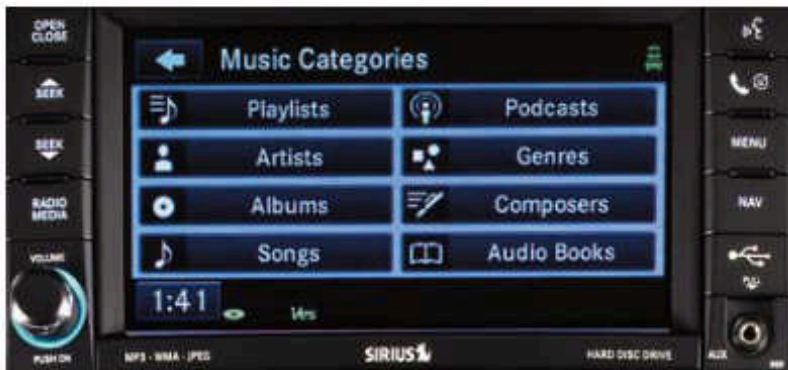 OPEN
CLOSE
SEEK
SEEK
RADIO
MEDIA
VOLUME
PUSH ON
Music Categories
Playlists
Podcasts
Artists
Genres
Albums
Composers
Songs
Audio Books
1:41
MP3 - WMA - JPEG
SIRIUS
HARD DISC DRIVE
MENU
NAV
AUX